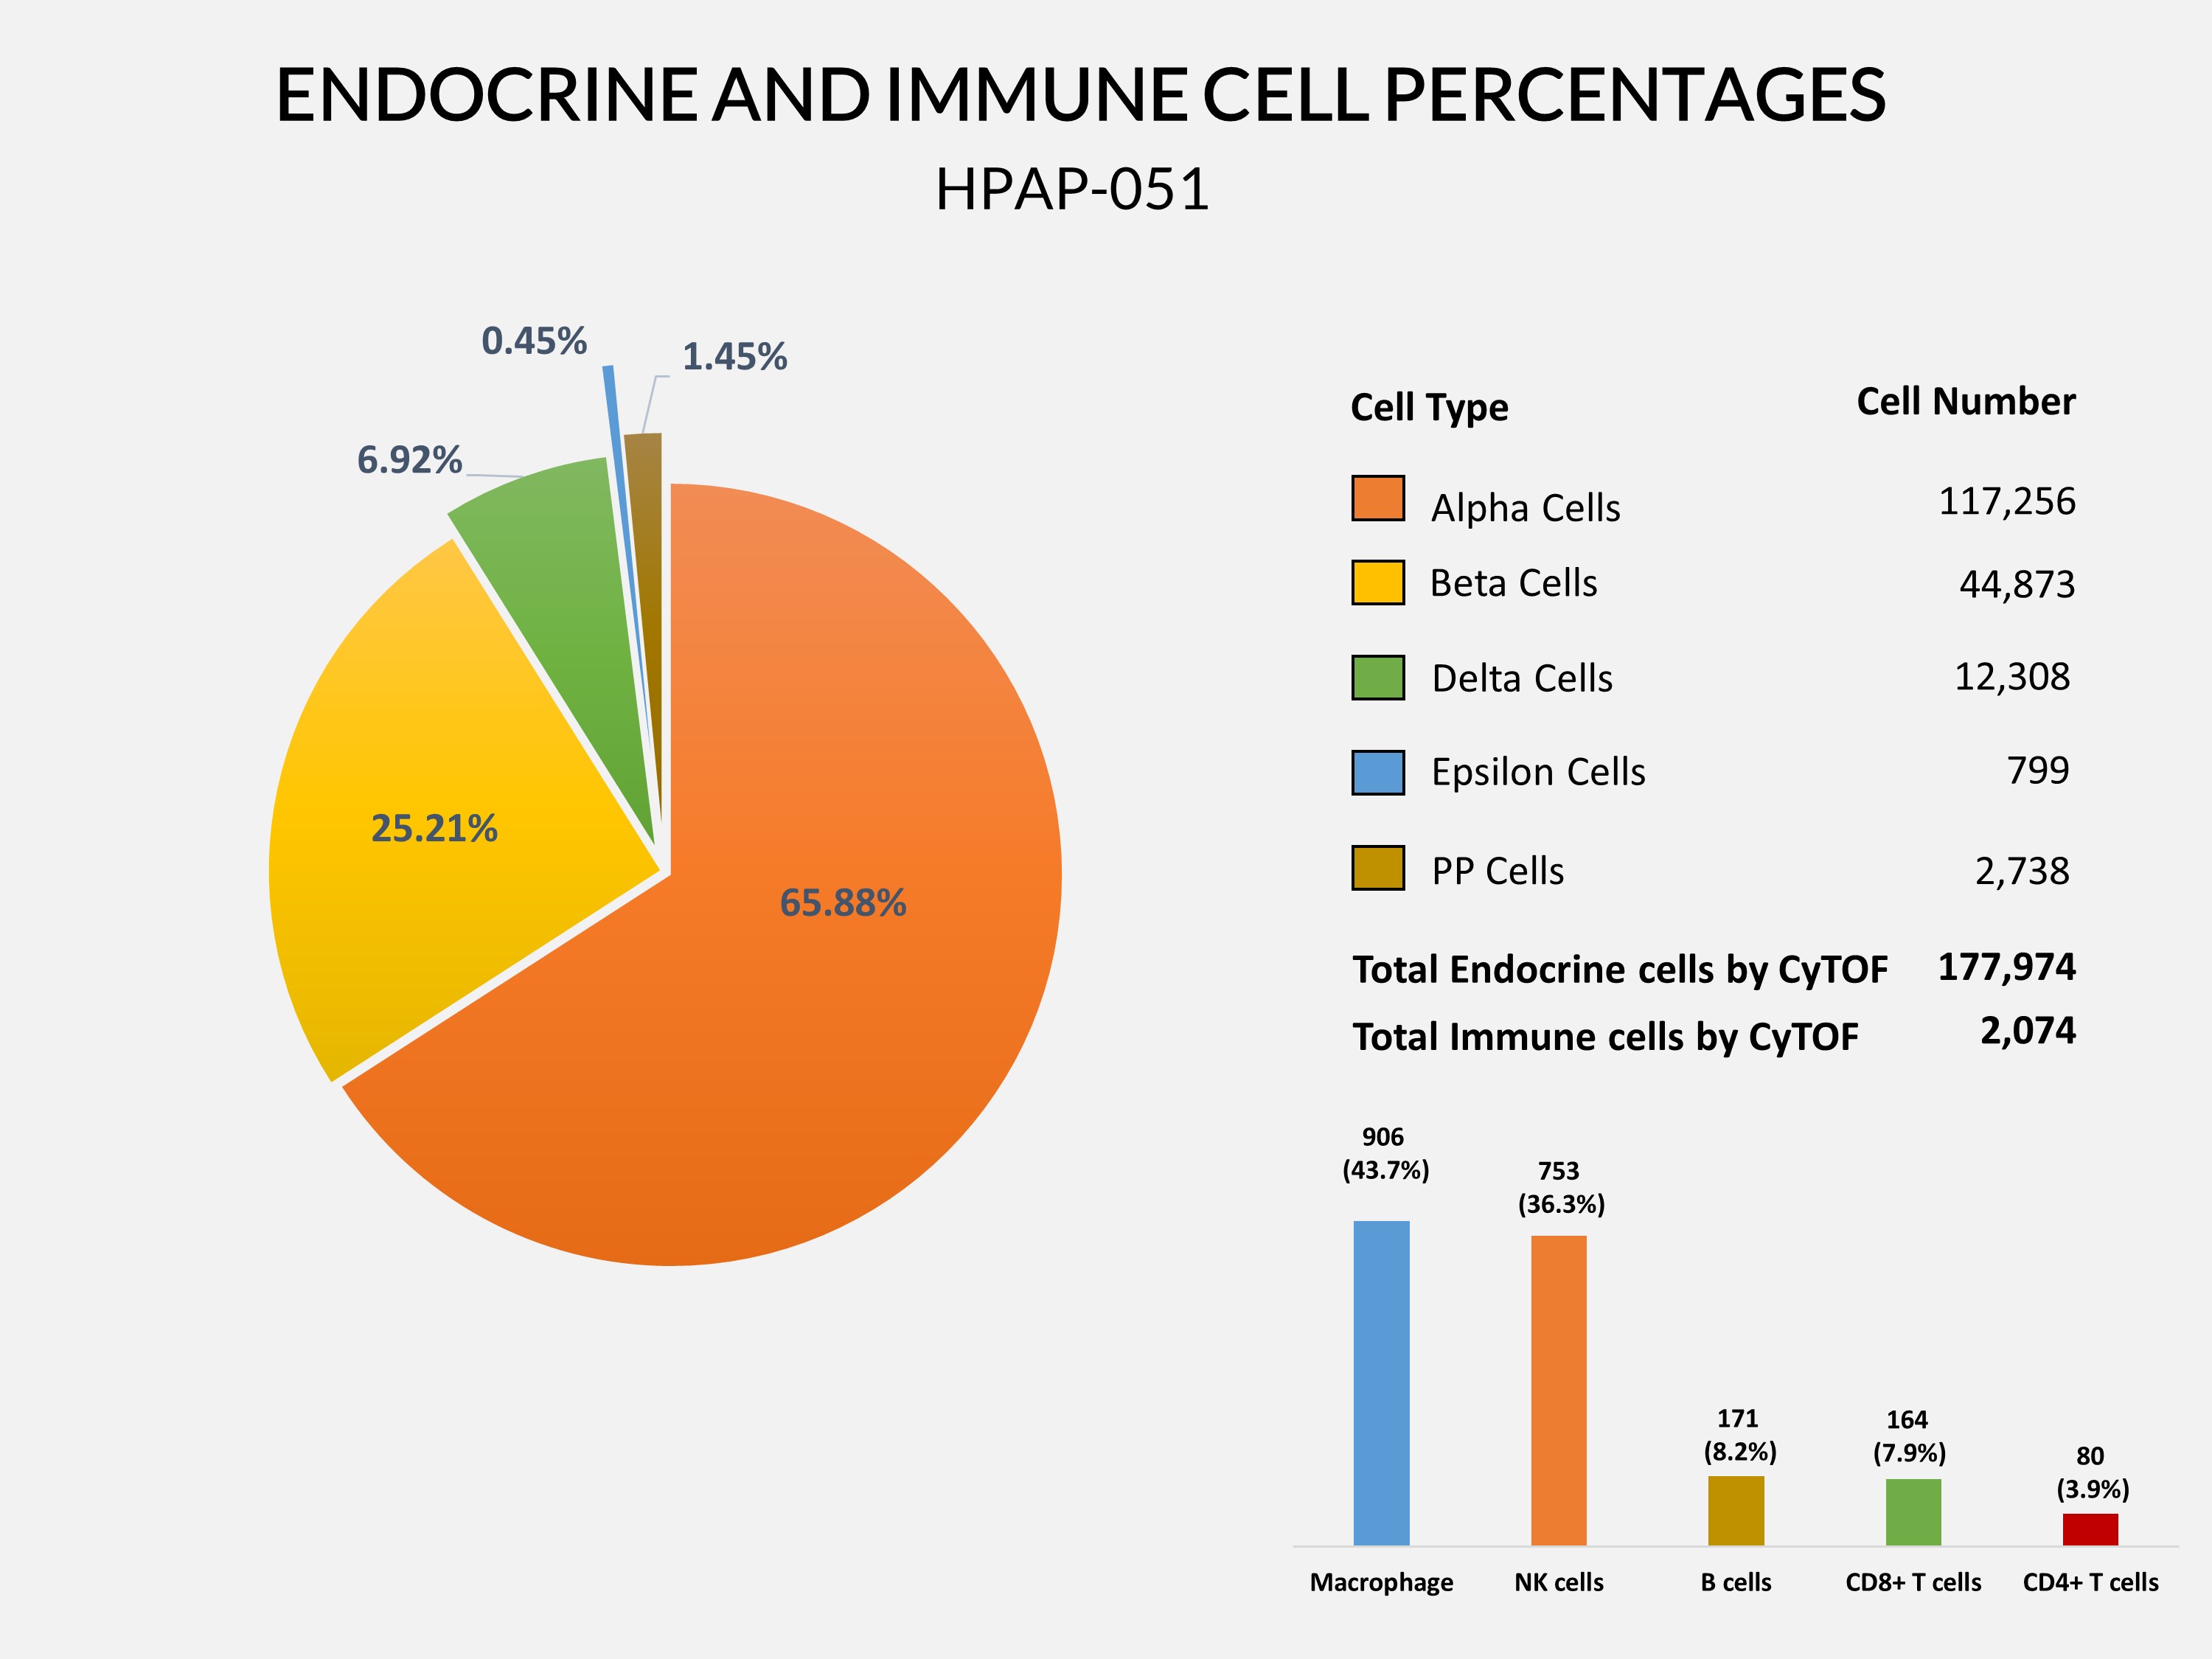 ENDOCRINE AND IMMUNE CELL PERCENTAGES
HPAP-051
0.45%
1.45%
6.92%
25.21%
65.88%
Cell Type Cell Number
Alpha Cells 117,256
Beta Cells 44,873
Delta Cells 12,308
Epsilon Cells 799
PP Cells 2,738
Total Endocrine cells by CyTOF 177,974
Total Immune cells by CyTOF 2,074
906
(43.7%)
753
(36.3%)
171
(8.2%)
164
(7.9%)
80
(3.9%)
Macrophage NK cells B cells CD8+ T cells CD4+ T cells